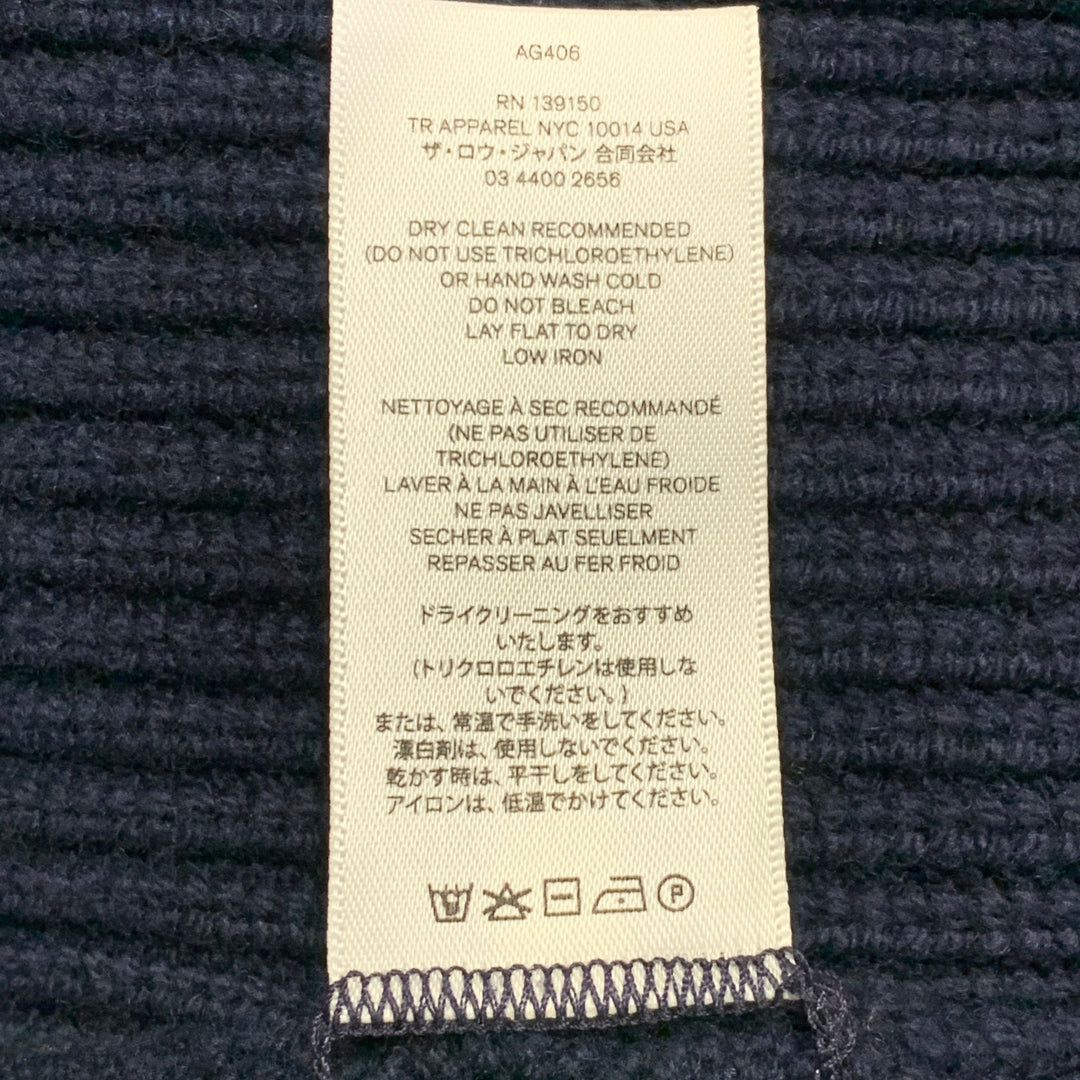 AG406
RN 139150
TR APPAREL NYC 10014 USA
ザ・ロウ・ジャパン 合同会社
03 4400 2656
DRY CLEAN RECOMMENDED
(DO NOT USE TRICHLOROETHYLENE)
OR HAND WASH COLD
DO NOT BLEACH
LAY FLAT TO DRY
LOW IRON
NETTOYAGE À SEC RECOMMANDÉ
(NE PAS UTILISER DE
TRICHLOROETHYLENE)
LAVER À LA MAIN À L'EAU FROIDE
NE PAS JAVELLISER
SECHER À PLAT SEUELMENT
REPASSER AU FER FROID
ドライクリーニングをおすすめ
いたします。
(トリクロロエチレンは使用しな
いでください。)
または、常温で手洗いをしてください。
漂白剤は、使用しないでください。
乾かす時は、平干しをしてください。
アイロンは、低温でかけてください。
P